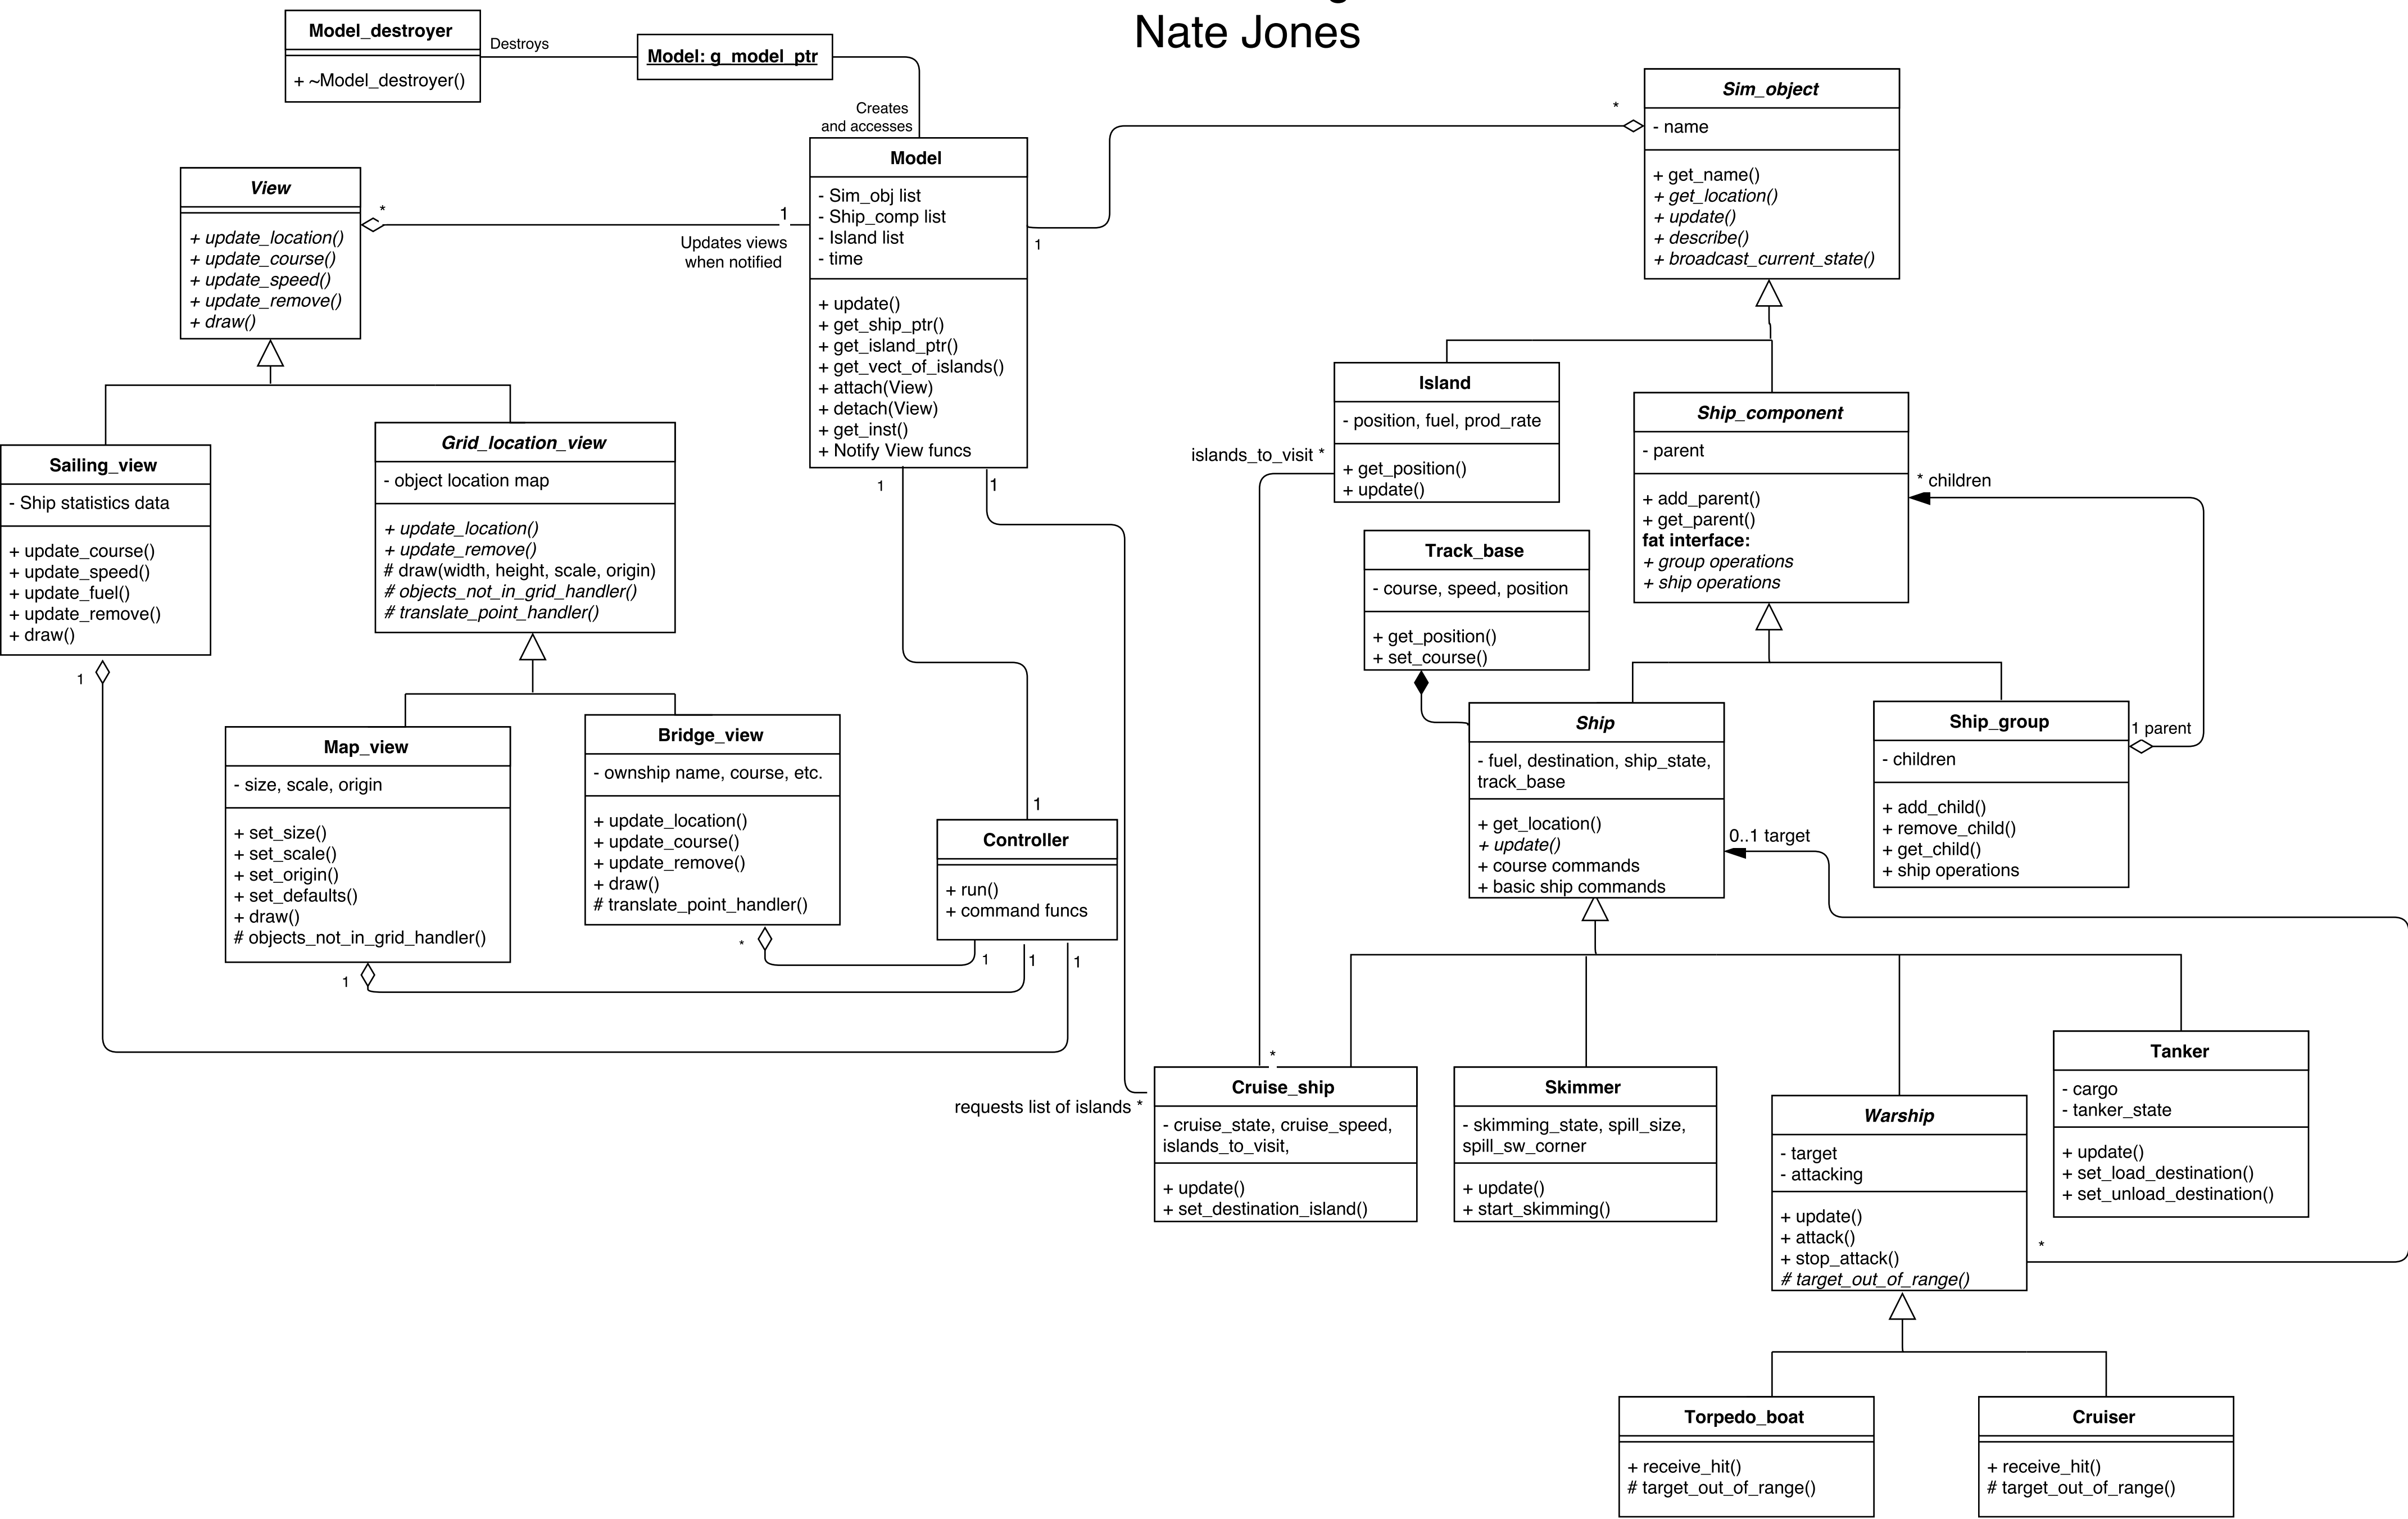 Nate Jones
Model_destroyer
+ ~Model_destroyer()
Destroys
Model: g_model_ptr
Creates
and accesses
Model
- Sim_obj list
- Ship_comp list
- Island list
- time
+ update()
+ get_ship_ptr()
+ get_island_ptr()
+ get_vect_of_islands()
+ attach(View)
+ detach(View)
+ get_inst()
+ Notify View funcs
1
1
1
1
Updates views
when notified
*
View
+ update_location()
+ update_course()
+ update_speed()
+ update_remove()
+ draw()
Sailing_view
- Ship statistics data
+ update_course()
+ update_speed()
+ update_fuel()
+ update_remove()
+ draw()
1
Grid_location_view
- object location map
+ update_location()
+ update_remove()
# draw(width, height, scale, origin)
# objects_not_in_grid_handler()
# translate_point_handler()
Map_view
- size, scale, origin
+ set_size()
+ set_scale()
+ set_origin()
+ set_defaults()
+ draw()
# objects_not_in_grid_handler()
1
Bridge_view
- ownship name, course, etc.
+ update_location()
+ update_course()
+ update_remove()
+ draw()
# translate_point_handler()
*
1
Controller
+ run()
+ command funcs
1
1
1
*
Sim_object
- name
+ get_name()
+ get_location()
+ update()
+ describe()
+ broadcast_current_state()
Island
- position, fuel, prod_rate
+ get_position()
+ update()
islands_to_visit *
Ship_component
- parent
+ add_parent()
+ get_parent()
fat interface:
+ group operations
+ ship operations
* children
Track_base
- course, speed, position
+ get_position()
+ set_course()
Ship
- fuel, destination, ship_state,
track_base
+ get_location()
+ update()
+ course commands
+ basic ship commands
0..1 target
Ship_group
- children
+ add_child()
+ remove_child()
+ get_child()
+ ship operations
1 parent
*
requests list of islands *
Cruise_ship
- cruise_state, cruise_speed,
islands_to_visit,
+ update()
+ set_destination_island()
Skimmer
- skimming_state, spill_size,
spill_sw_corner
+ update()
+ start_skimming()
Warship
- target
- attacking
+ update()
+ attack()
+ stop_attack()
# target_out_of_range()
*
Tanker
- cargo
- tanker_state
+ update()
+ set_load_destination()
+ set_unload_destination()
Torpedo_boat
+ receive_hit()
# target_out_of_range()
Cruiser
+ receive_hit()
# target_out_of_range()